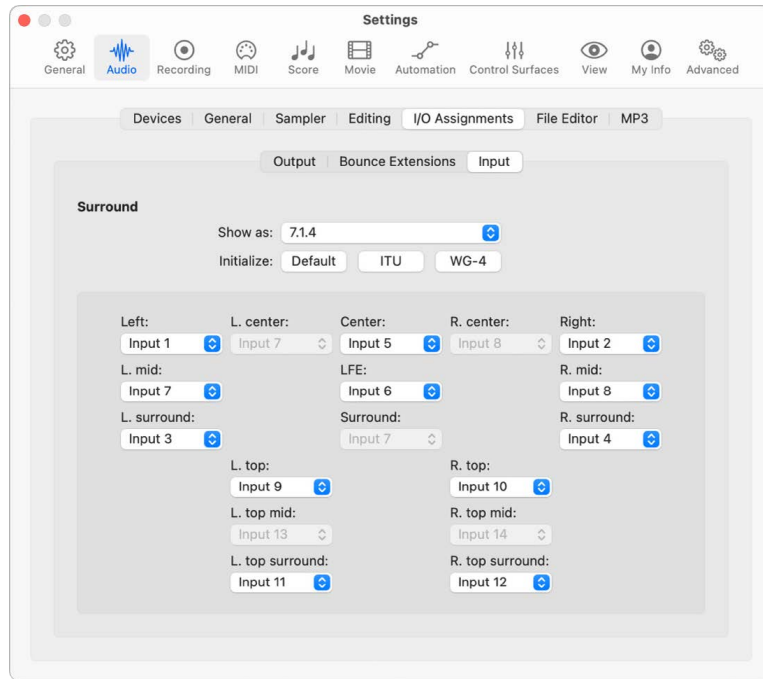 Settings
General Audio Recording MIDI Score Movie Automation Control Surfaces View My Info Advanced
Devices General Sampler Editing I/O Assignments File Editor MP3
Output Bounce Extensions Input
Surround
Show as: 7.1.4
Initialize: Default ITU WG-4
Left: L. center: Center: R. center: Right:
Input 1 Input 7 Input 5 Input 8 Input 2
L. mid: LFE: R. mid:
Input 7 Input 6 Input 8
L. surround: Surround: R. surround:
Input 3 Input 7 Input 4
L. top: R. top:
Input 9 Input 10
L. top mid: R. top mid:
Input 13 Input 14
L. top surround: R. top surround:
Input 11 Input 12